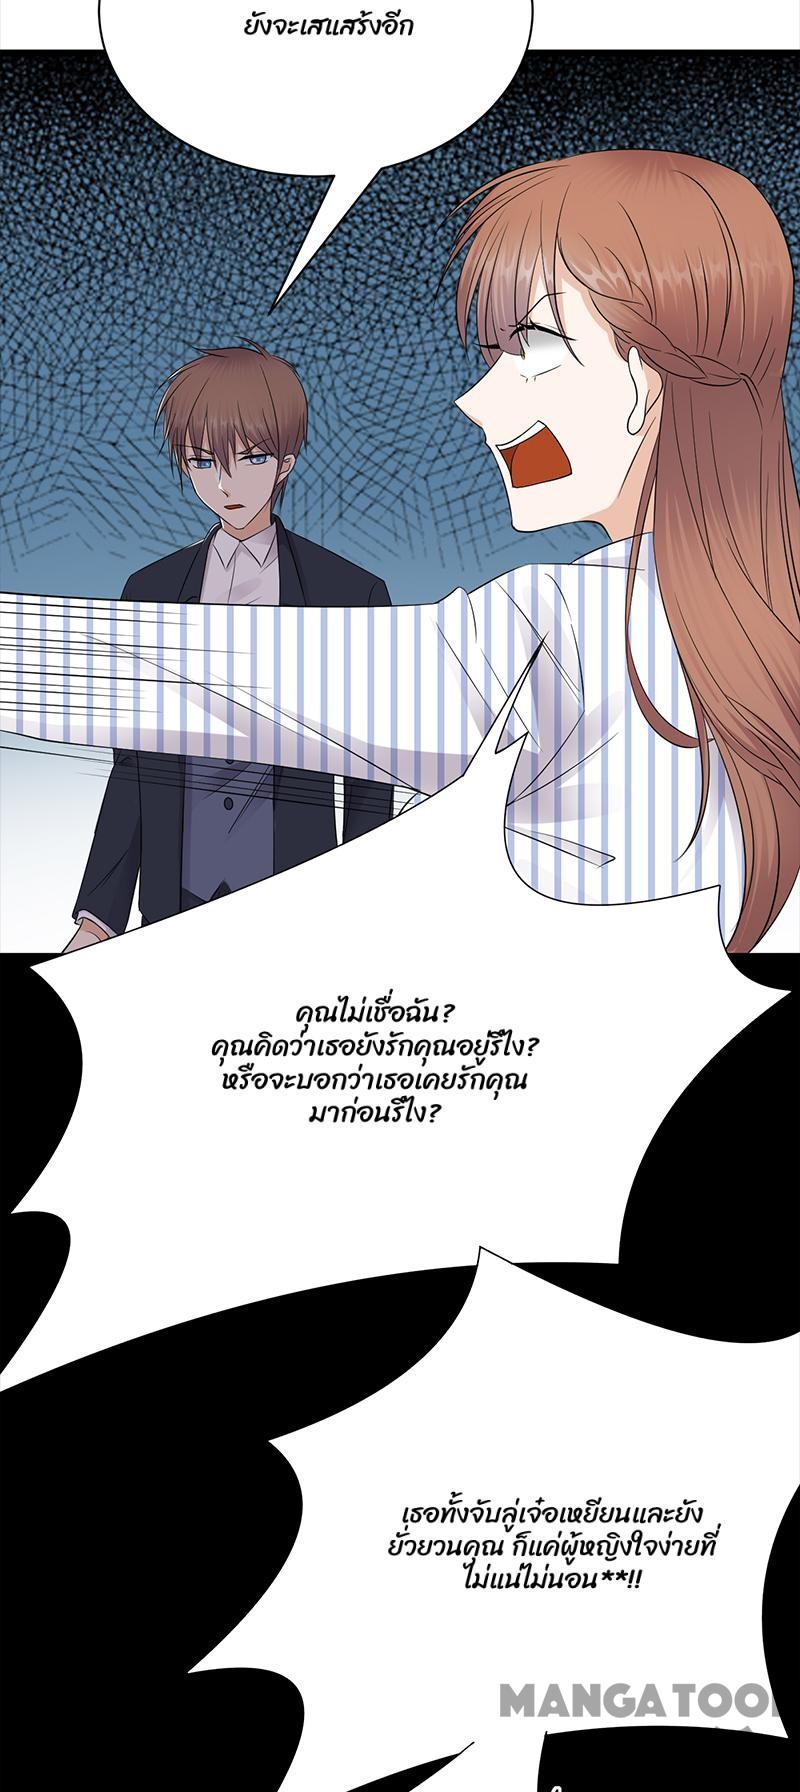 ยังจะเสแสร้งอีก
คุณไม่เชื่อฉัน?
คุณคิดว่าเธอยังรักคุณอยู่รึไง?
หรือจะบอกว่าเธอเคยรักคุณ
มาก่อนรึไง?
เธอทั้งจับลู่เจ๋อเหยียนและยัง
ยั่วยวนคุณ ก็แค่ผู้หญิงใจง่ายที่
ไม่แน่ไม่นอน**!!
MANGATOON